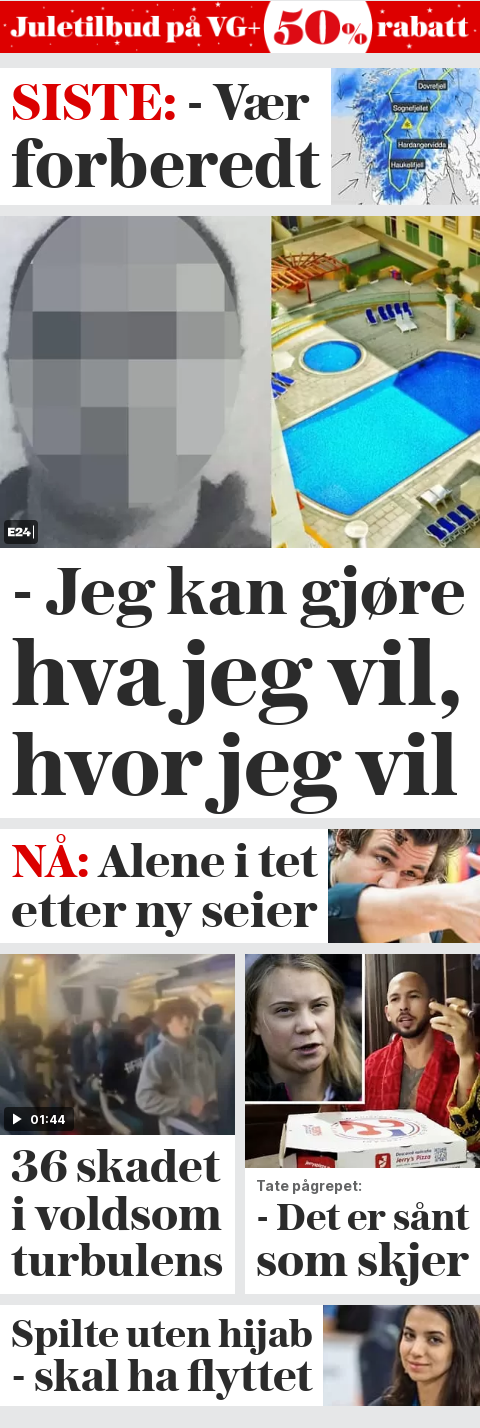 Juletilbud på VG+ 50% rabatt
SISTE: - Vær
forberedt
Dovrefjell
Sognefjellet
Hardangervidda
Haukelifjell
E24
- Jeg kan gjøre
hva jeg vil,
hvor jeg vil
NÅ: Alene i tet
etter ny seier
01:44
36 skadet
i voldsom
turbulens
Jerry's Pizza
Tate pågrepet:
- Det er sånt
som skjer
Spilte uten hijab
- skal ha flyttet